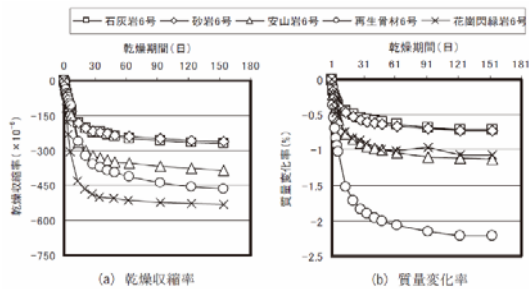 石灰岩6号 砂岩6号 安山岩6号 再生骨材6号 花崗閃緑岩6号
乾燥期間(日)
0 30 60 90 120 150 180
0
-150
-300
-450
-600
-750
乾燥収縮率(×10⁻⁶)
(a) 乾燥収縮率
乾燥期間(日)
1 31 61 91 121 151 181
0
-0.5
-1
-1.5
-2
-2.5
質量変化率(%)
(b) 質量変化率